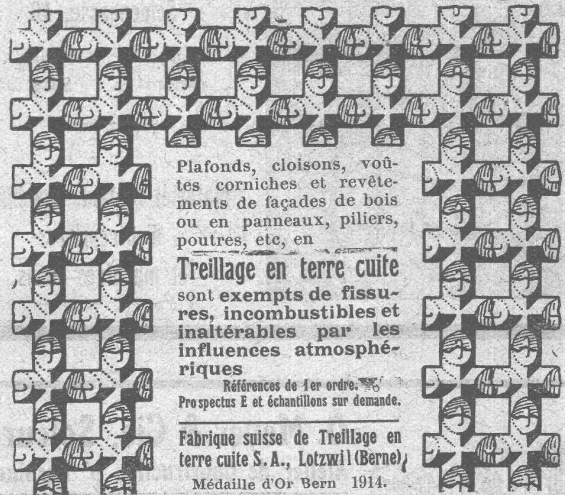 Plafonds, cloisons, voû-
tes corniches et revête-
ments de façades de bois
ou en panneaux, piliers,
poutres, etc, en
Treillage en terre cuite
sont exempts de fissu-
res, incombustibles et
inaltérables par les
influences atmosphé-
riques
Références de 1er ordre.
Prospectus E et échantillons sur demande.
Fabrique suisse de Treillage en
terre cuite S.A., Lotzwil (Berne)
Médaille d'Or Bern 1914.